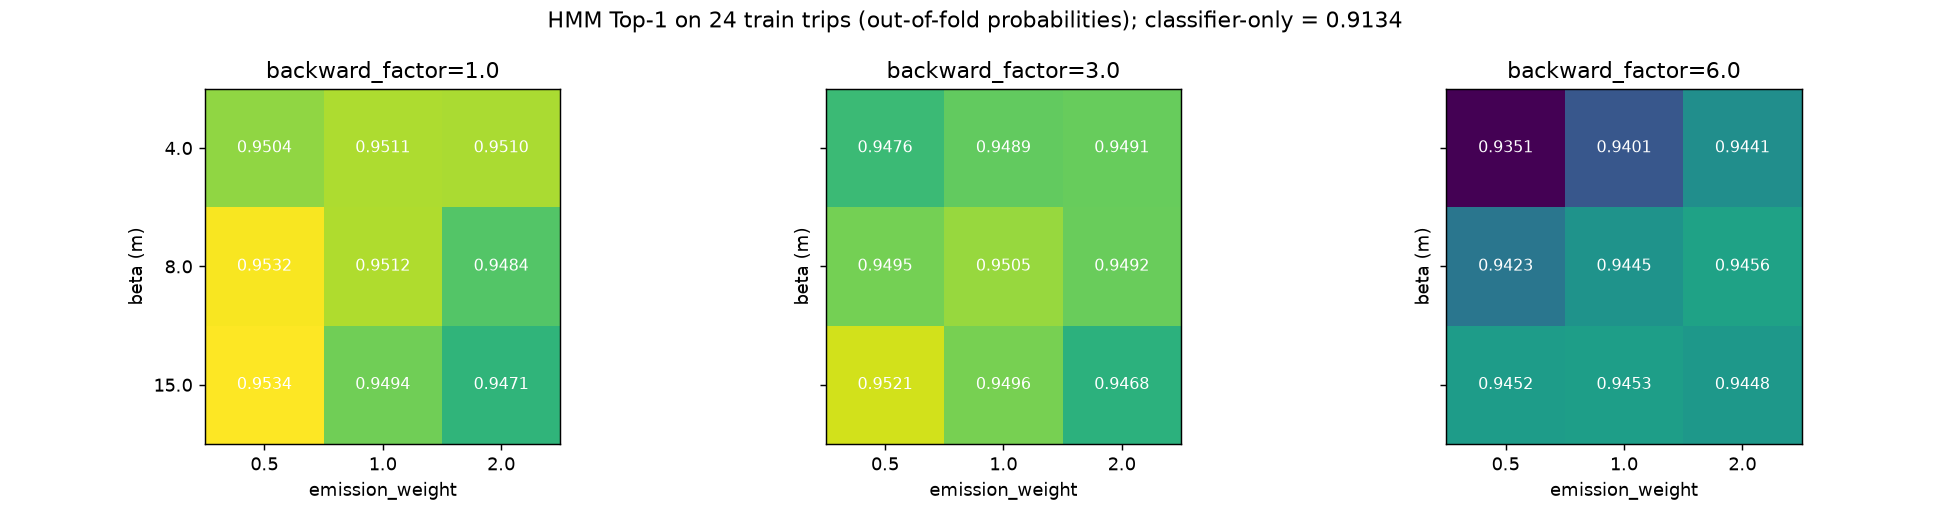 HMM Top-1 on 24 train trips (out-of-fold probabilities); classifier-only = 0.9134
backward_factor=1.0
beta (m)
4.0
8.0
15.0
0.9504 0.9511 0.9510
0.9532 0.9512 0.9484
0.9534 0.9494 0.9471
0.5 1.0 2.0
emission_weight
backward_factor=3.0
beta (m)
0.9476 0.9489 0.9491
0.9495 0.9505 0.9492
0.9521 0.9496 0.9468
0.5 1.0 2.0
emission_weight
backward_factor=6.0
beta (m)
0.9351 0.9401 0.9441
0.9423 0.9445 0.9456
0.9452 0.9453 0.9448
0.5 1.0 2.0
emission_weight